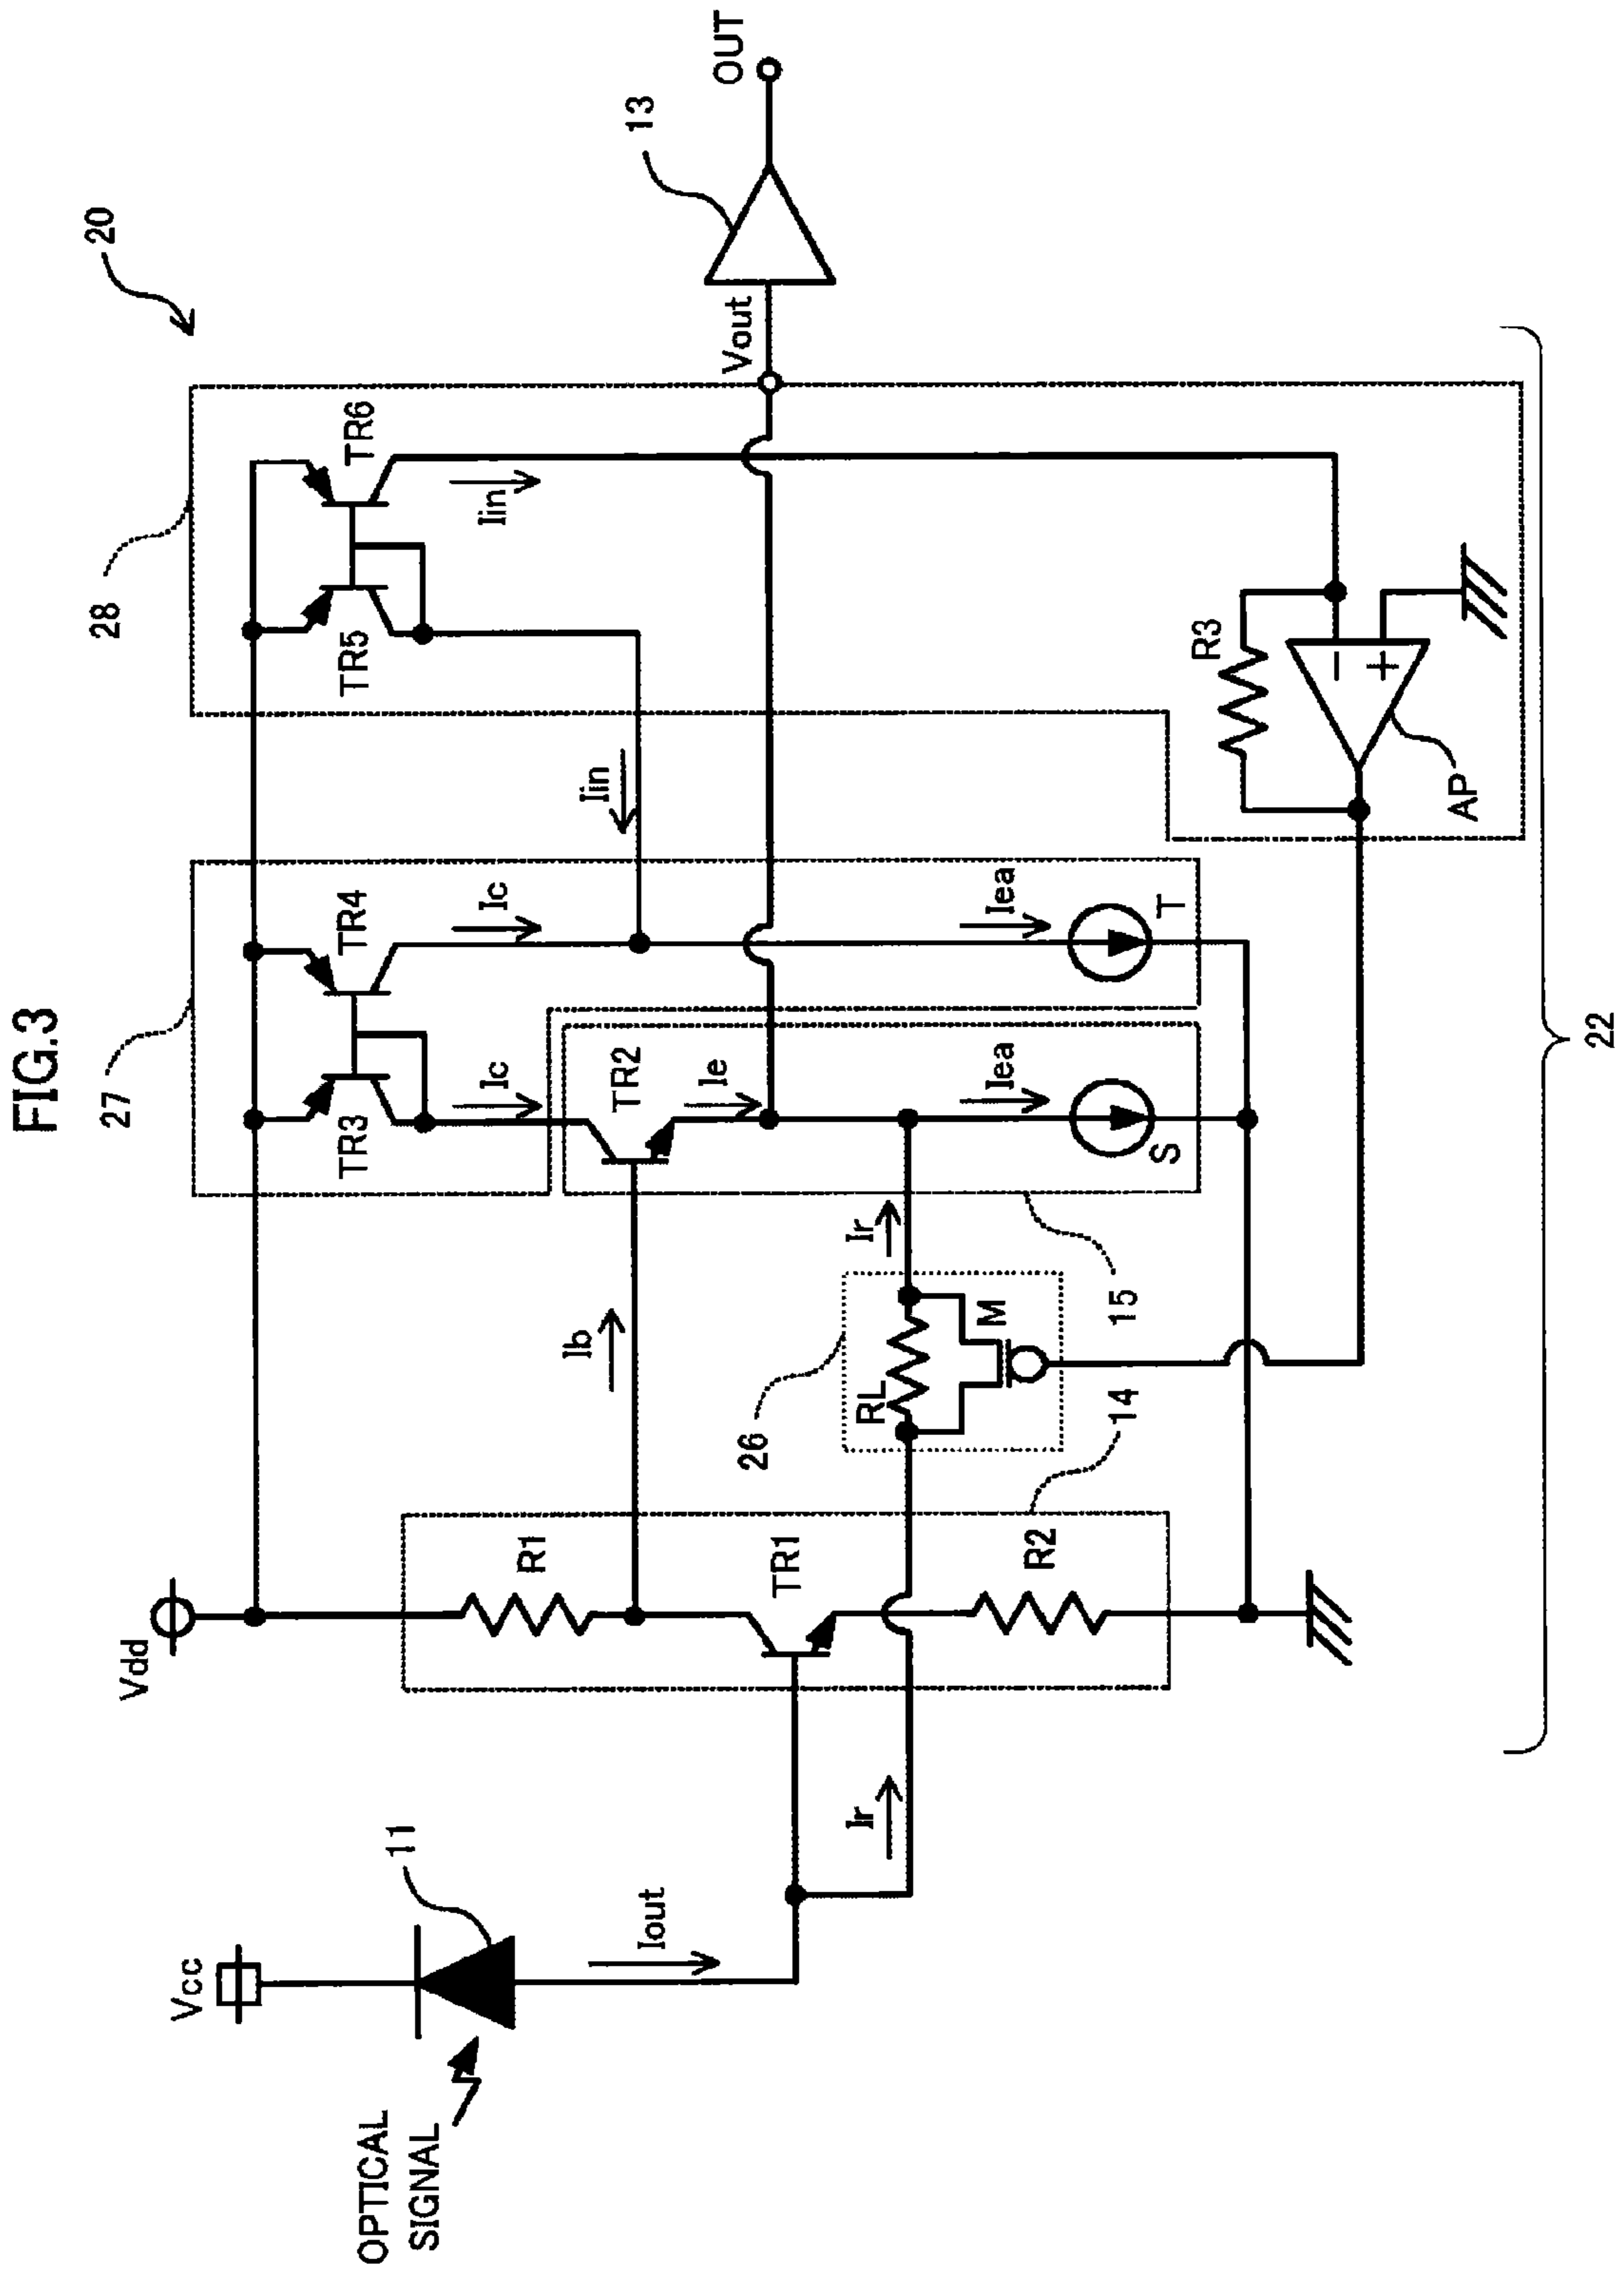 FIG.3
20
27
28
Vdd
Vcc
OPTICAL
SIGNAL
11
Iout
Ir
R1
TR1
R2
14
Ib
26
RL
M
Ir
15
TR3
TR4
Ic
Ic
TR2
Ie
Iea
Iea
S
T
TR5
TR6
Iin
Iin
R3
AP
Vout
13
OUT
22